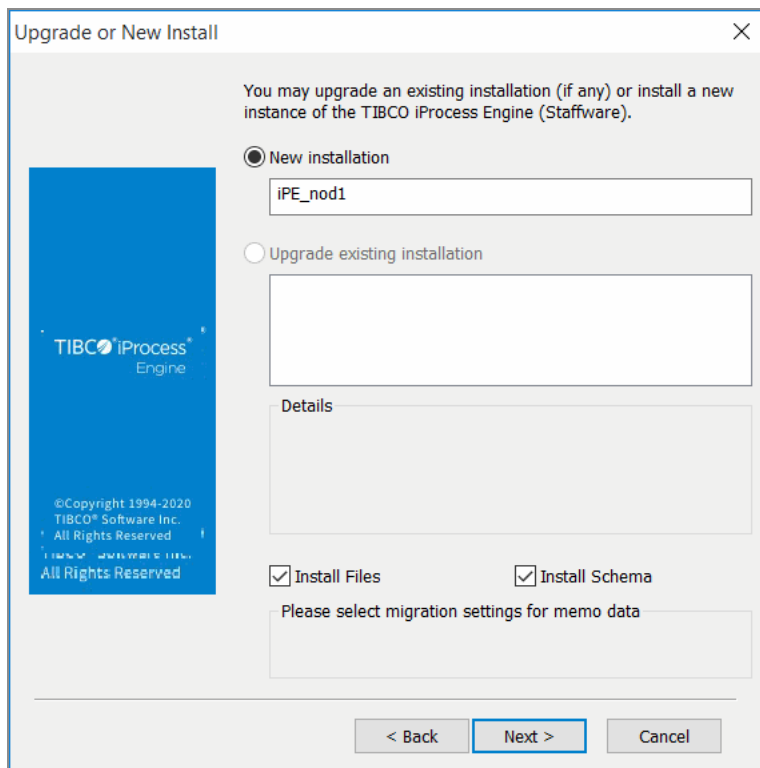 Upgrade or New Install
You may upgrade an existing installation (if any) or install a new
instance of the TIBCO iProcess Engine (Staffware).
New installation
iPE_nod1
Upgrade existing installation
TIBCO® iProcess®
Engine
Details
©Copyright 1994-2020
TIBCO® Software Inc.
All Rights Reserved
All Rights Reserved
Install Files
Install Schema
Please select migration settings for memo data
< Back
Next >
Cancel